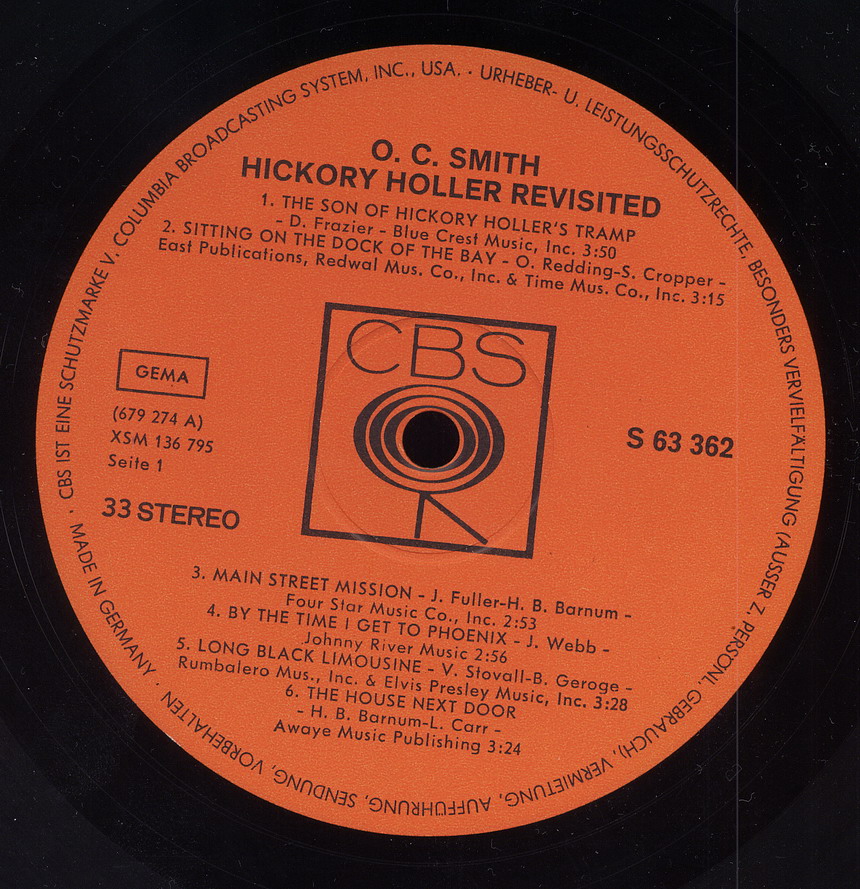 CBS IST EINE SCHUTZMARKE V. COLUMBIA BROADCASTING SYSTEM, INC., USA. · URHEBER- U. LEISTUNGSSCHUTZRECHTE, BESONDERS VERVIELFÄLTIGUNG (AUSSER Z. PERSÖNL. GEBRAUCH), VERMIETUNG, AUFFÜHRUNG, SENDUNG, VORBEHALTEN · MADE IN GERMANY ·
O. C. SMITH
HICKORY HOLLER REVISITED
1. THE SON OF HICKORY HOLLER'S TRAMP
- D. Frazier - Blue Crest Music, Inc. 3:50
2. SITTING ON THE DOCK OF THE BAY - O. Redding-S. Cropper -
East Publications, Redwal Mus. Co., Inc. & Time Mus. Co., Inc. 3:15
CBS
GEMA
(679 274 A)
XSM 136 795
Seite 1
S 63 362
33 STEREO
3. MAIN STREET MISSION - J. Fuller-H. B. Barnum -
Four Star Music Co., Inc. 2:53
4. BY THE TIME I GET TO PHOENIX - J. Webb -
Johnny River Music 2:56
5. LONG BLACK LIMOUSINE - V. Stovall-B. Geroge -
Rumbalero Mus., Inc. & Elvis Presley Music, Inc. 3:28
6. THE HOUSE NEXT DOOR
- H. B. Barnum-L. Carr -
Awaye Music Publishing 3:24